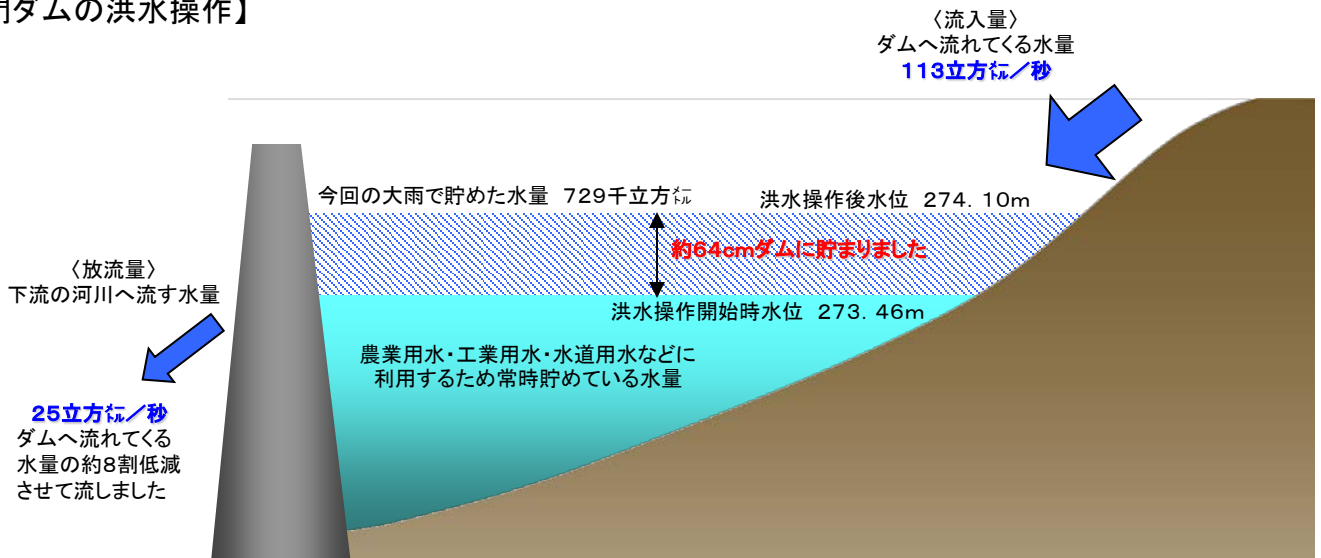 門ダムの洪水操作】
〈流入量〉
ダムへ流れてくる水量
113立方㍍／秒
今回の大雨で貯めた水量 729千立方㍍
洪水操作後水位 274．10m
約64cmダムに貯まりました
〈放流量〉
下流の河川へ流す水量
洪水操作開始時水位 273．46m
農業用水・工業用水・水道用水などに
利用するため常時貯めている水量
25立方㍍／秒
ダムへ流れてくる
水量の約8割低減
させて流しました